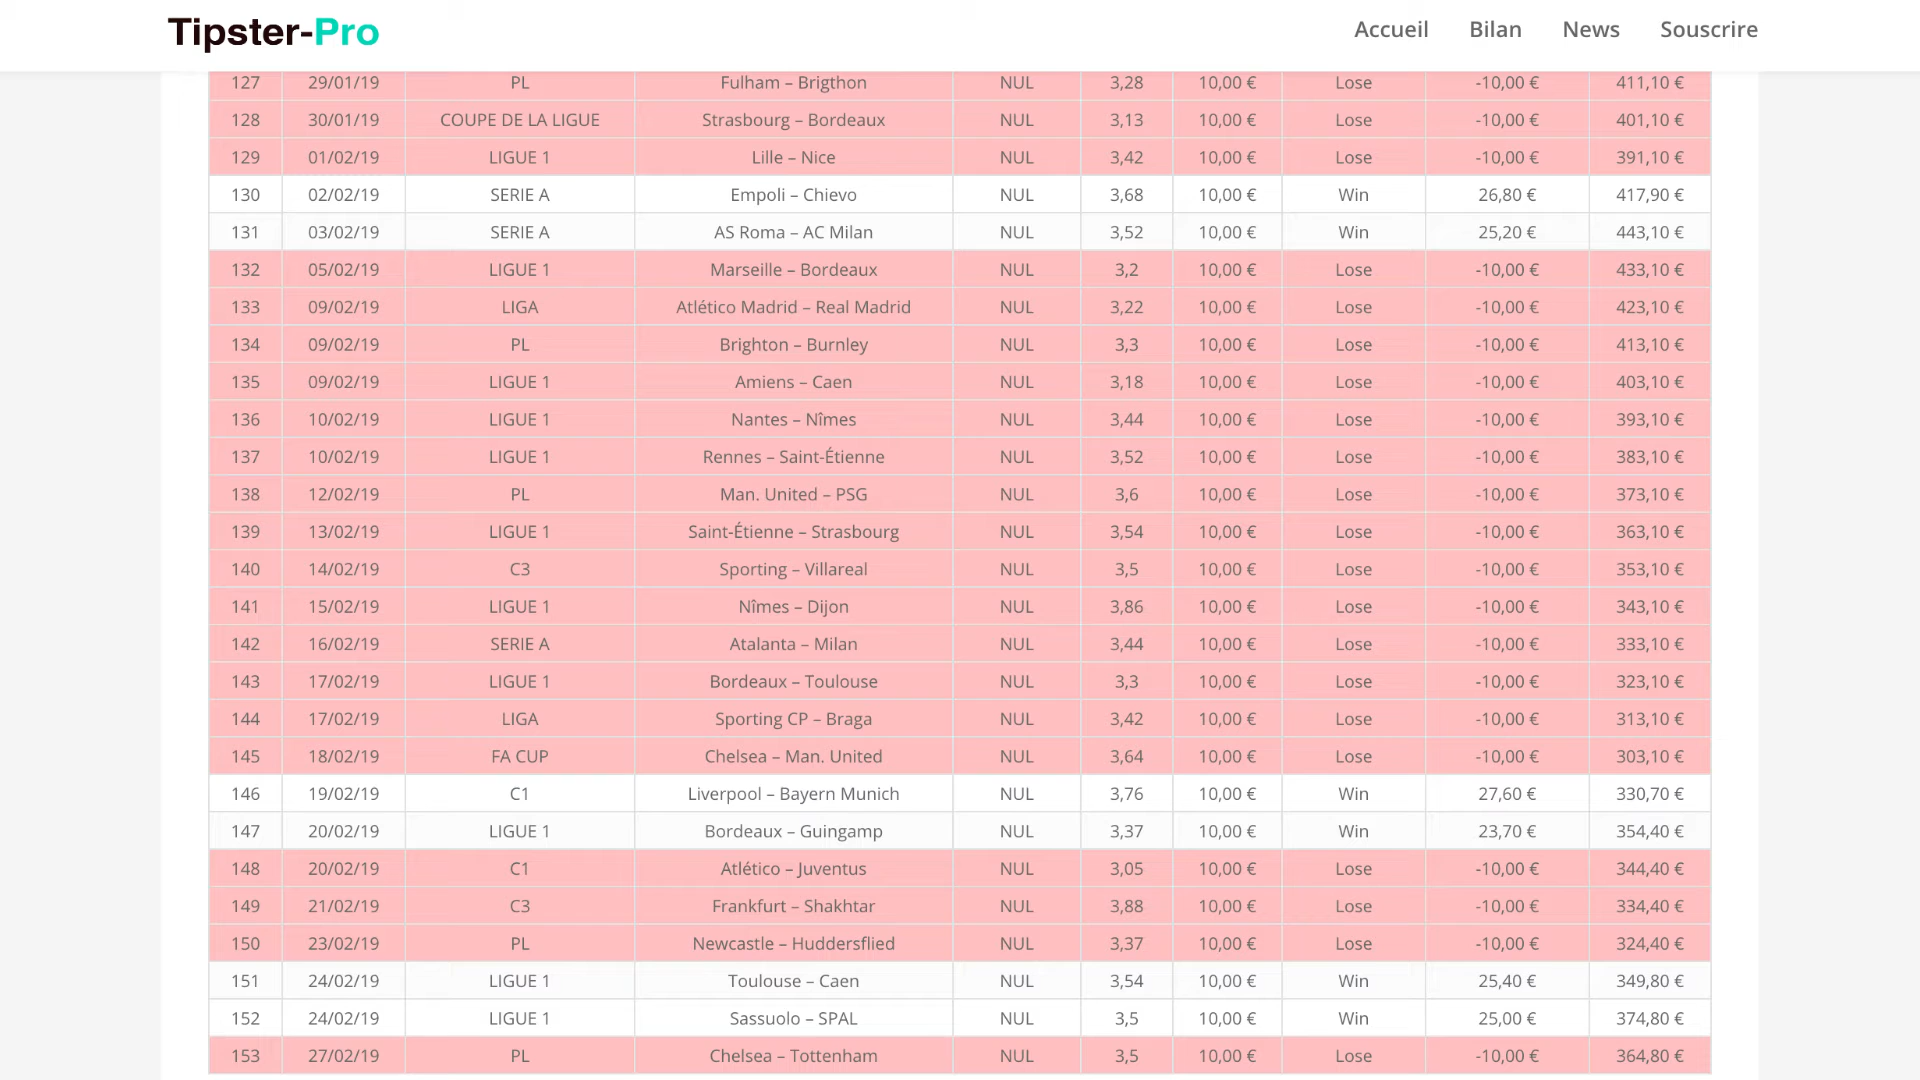 Tipster-Pro Accueil Bilan News Souscrire
127 29/01/19 PL Fulham – Brigthon NUL 3,28 10,00 € Lose -10,00 € 411,10 €
128 30/01/19 COUPE DE LA LIGUE Strasbourg – Bordeaux NUL 3,13 10,00 € Lose -10,00 € 401,10 €
129 01/02/19 LIGUE 1 Lille – Nice NUL 3,42 10,00 € Lose -10,00 € 391,10 €
130 02/02/19 SERIE A Empoli – Chievo NUL 3,68 10,00 € Win 26,80 € 417,90 €
131 03/02/19 SERIE A AS Roma – AC Milan NUL 3,52 10,00 € Win 25,20 € 443,10 €
132 05/02/19 LIGUE 1 Marseille – Bordeaux NUL 3,2 10,00 € Lose -10,00 € 433,10 €
133 09/02/19 LIGA Atlético Madrid – Real Madrid NUL 3,22 10,00 € Lose -10,00 € 423,10 €
134 09/02/19 PL Brighton – Burnley NUL 3,3 10,00 € Lose -10,00 € 413,10 €
135 09/02/19 LIGUE 1 Amiens – Caen NUL 3,18 10,00 € Lose -10,00 € 403,10 €
136 10/02/19 LIGUE 1 Nantes – Nîmes NUL 3,44 10,00 € Lose -10,00 € 393,10 €
137 10/02/19 LIGUE 1 Rennes – Saint-Étienne NUL 3,52 10,00 € Lose -10,00 € 383,10 €
138 12/02/19 PL Man. United – PSG NUL 3,6 10,00 € Lose -10,00 € 373,10 €
139 13/02/19 LIGUE 1 Saint-Étienne – Strasbourg NUL 3,54 10,00 € Lose -10,00 € 363,10 €
140 14/02/19 C3 Sporting – Villareal NUL 3,5 10,00 € Lose -10,00 € 353,10 €
141 15/02/19 LIGUE 1 Nîmes – Dijon NUL 3,86 10,00 € Lose -10,00 € 343,10 €
142 16/02/19 SERIE A Atalanta – Milan NUL 3,44 10,00 € Lose -10,00 € 333,10 €
143 17/02/19 LIGUE 1 Bordeaux – Toulouse NUL 3,3 10,00 € Lose -10,00 € 323,10 €
144 17/02/19 LIGA Sporting CP – Braga NUL 3,42 10,00 € Lose -10,00 € 313,10 €
145 18/02/19 FA CUP Chelsea – Man. United NUL 3,64 10,00 € Lose -10,00 € 303,10 €
146 19/02/19 C1 Liverpool – Bayern Munich NUL 3,76 10,00 € Win 27,60 € 330,70 €
147 20/02/19 LIGUE 1 Bordeaux – Guingamp NUL 3,37 10,00 € Win 23,70 € 354,40 €
148 20/02/19 C1 Atlético – Juventus NUL 3,05 10,00 € Lose -10,00 € 344,40 €
149 21/02/19 C3 Frankfurt – Shakhtar NUL 3,88 10,00 € Lose -10,00 € 334,40 €
150 23/02/19 PL Newcastle – Huddersflied NUL 3,37 10,00 € Lose -10,00 € 324,40 €
151 24/02/19 LIGUE 1 Toulouse – Caen NUL 3,54 10,00 € Win 25,40 € 349,80 €
152 24/02/19 LIGUE 1 Sassuolo – SPAL NUL 3,5 10,00 € Win 25,00 € 374,80 €
153 27/02/19 PL Chelsea – Tottenham NUL 3,5 10,00 € Lose -10,00 € 364,80 €